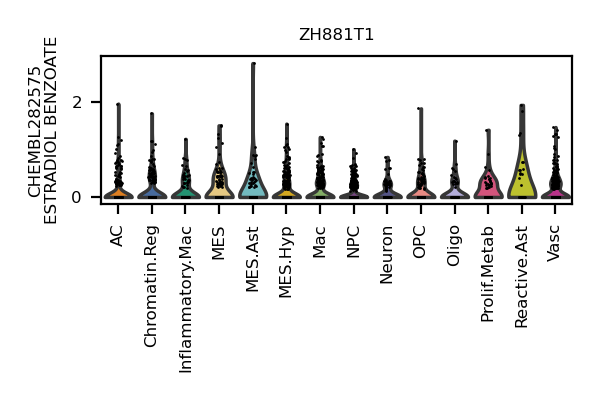 ZH881T1
CHEMBL282575
ESTRADIOL BENZOATE
2
0
AC
Chromatin.Reg
Inflammatory.Mac
MES
MES.Ast
MES.Hyp
Mac
NPC
Neuron
OPC
Oligo
Prolif.Metab
Reactive.Ast
Vasc